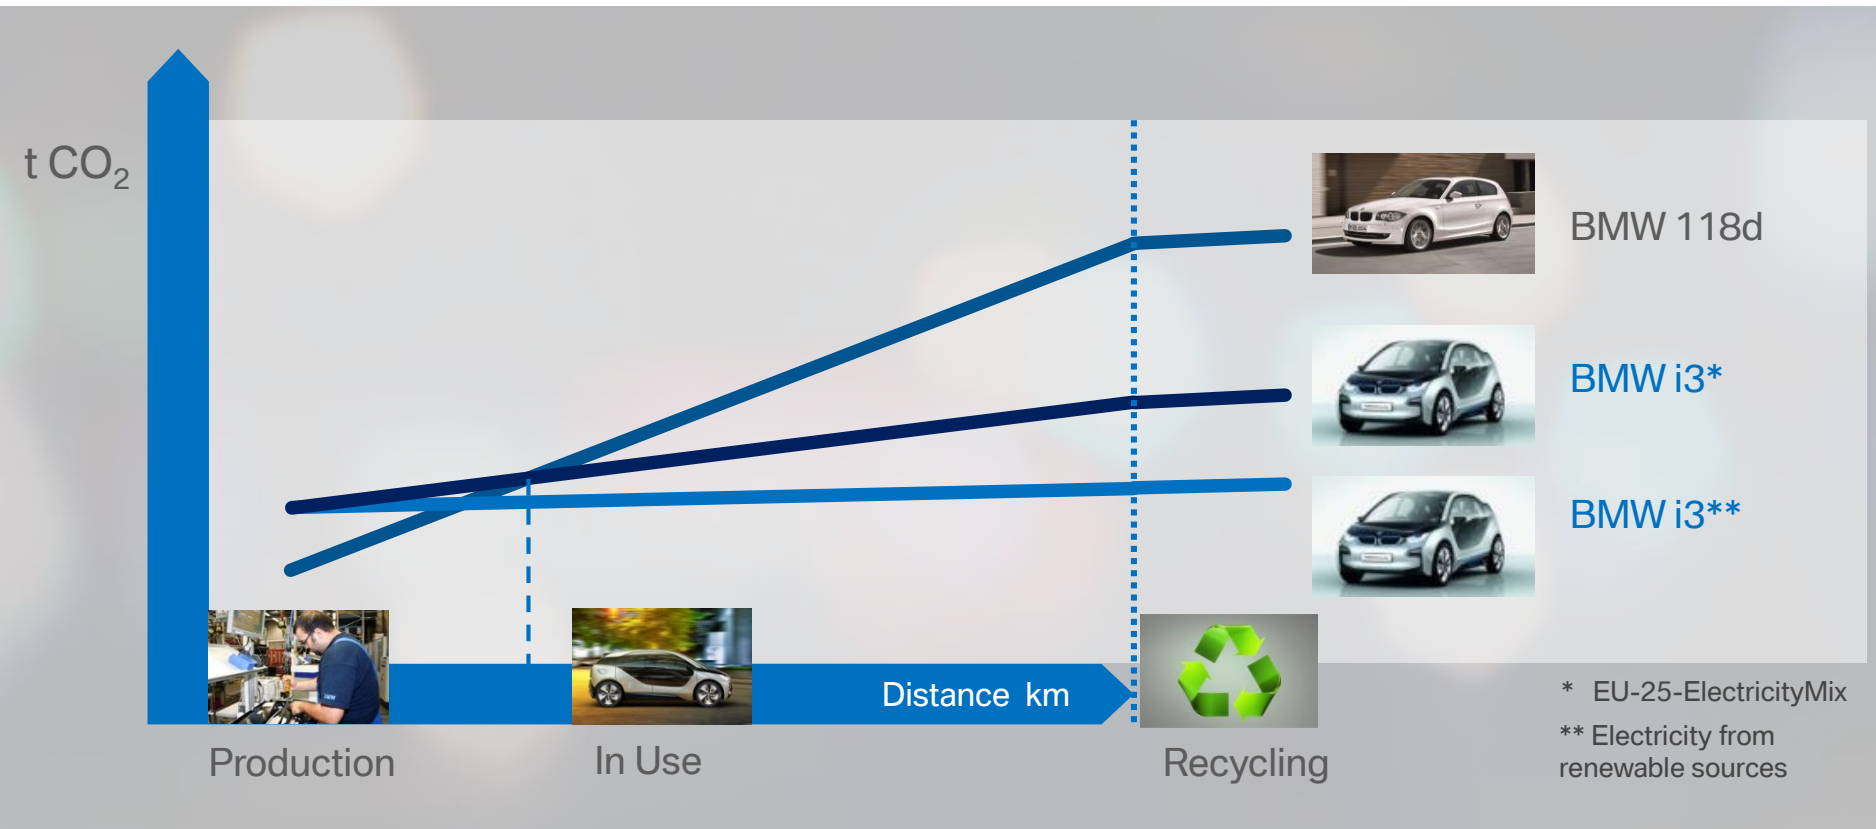 t CO₂
BMW 118d
BMW i3*
BMW i3**
Distance km
Production
In Use
Recycling
* EU-25-ElectricityMix
** Electricity from
renewable sources